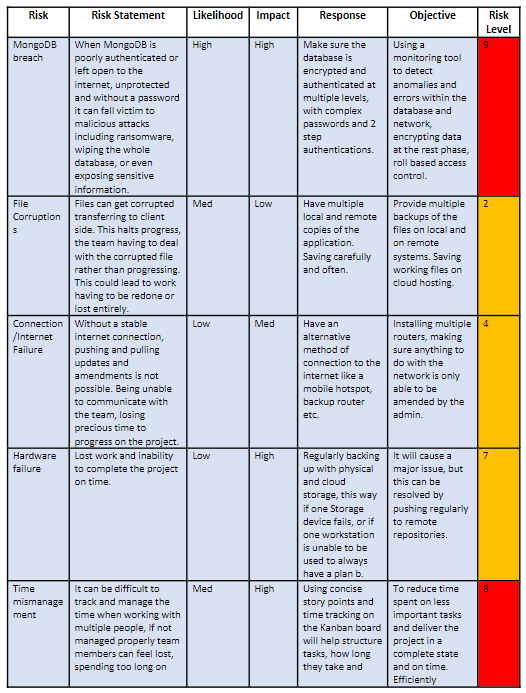 Risk
Risk Statement
Likelihood
Impact
Response
Objective
Risk
Level
MongoDB
breach
When MongoDB is
poorly authenticated or
left open to the
internet, unprotected
and without a password
it can fall victim to
malicious attacks
including ransomware,
wiping the whole
database, or even
exposing sensitive
information.
High
High
Make sure the
database is
encrypted and
authenticated at
multiple levels,
with complex
passwords and 2
step
authentications.
Using a
monitoring tool
to detect
anomalies and
errors within the
database and
network,
encrypting data
at the rest phase,
roll based access
control.
9
File
Corruption
s
Files can get corrupted
transferring to client
side. This halts progress,
the team having to deal
with the corrupted file
rather than progressing.
This could lead to work
having to be redone or
lost entirely.
Med
Low
Have multiple
local and remote
copies of the
application.
Saving carefully
and often.
Provide multiple
backups of the
files on local and
on remote
systems. Saving
working files on
cloud hosting.
2
Connection
/Internet
Failure
Without a stable
internet connection,
pushing and pulling
updates and
amendments is not
possible. Being unable
to communicate with
the team, losing
precious time to
progress on the project.
Low
Med
Have an
alternative
method of
connection to the
internet like a
mobile hotspot,
backup router
etc.
Installing multiple
routers, making
sure anything to
do with the
network is only
able to be
amended by the
admin.
4
Hardware
failure
Lost work and inability
to complete the project
on time.
Low
High
Regularly backing
up with physical
and cloud
storage, this way
if one Storage
device fails, or if
one workstation
is unable to be
used to always
have a plan b.
It will cause a
major issue, but
this can be
resolved by
pushing regularly
to remote
repositories.
7
Time
mismanage
ment
It can be difficult to
track and manage the
time when working with
multiple people, If not
managed properly team
members can feel lost,
spending too long on
Med
High
Using concise
story points and
time tracking on
the Kanban board
will help structure
tasks, how long
they take and
To reduce time
spent on less
important tasks
and deliver the
project in a
complete state
and on time.
Efficiently
8